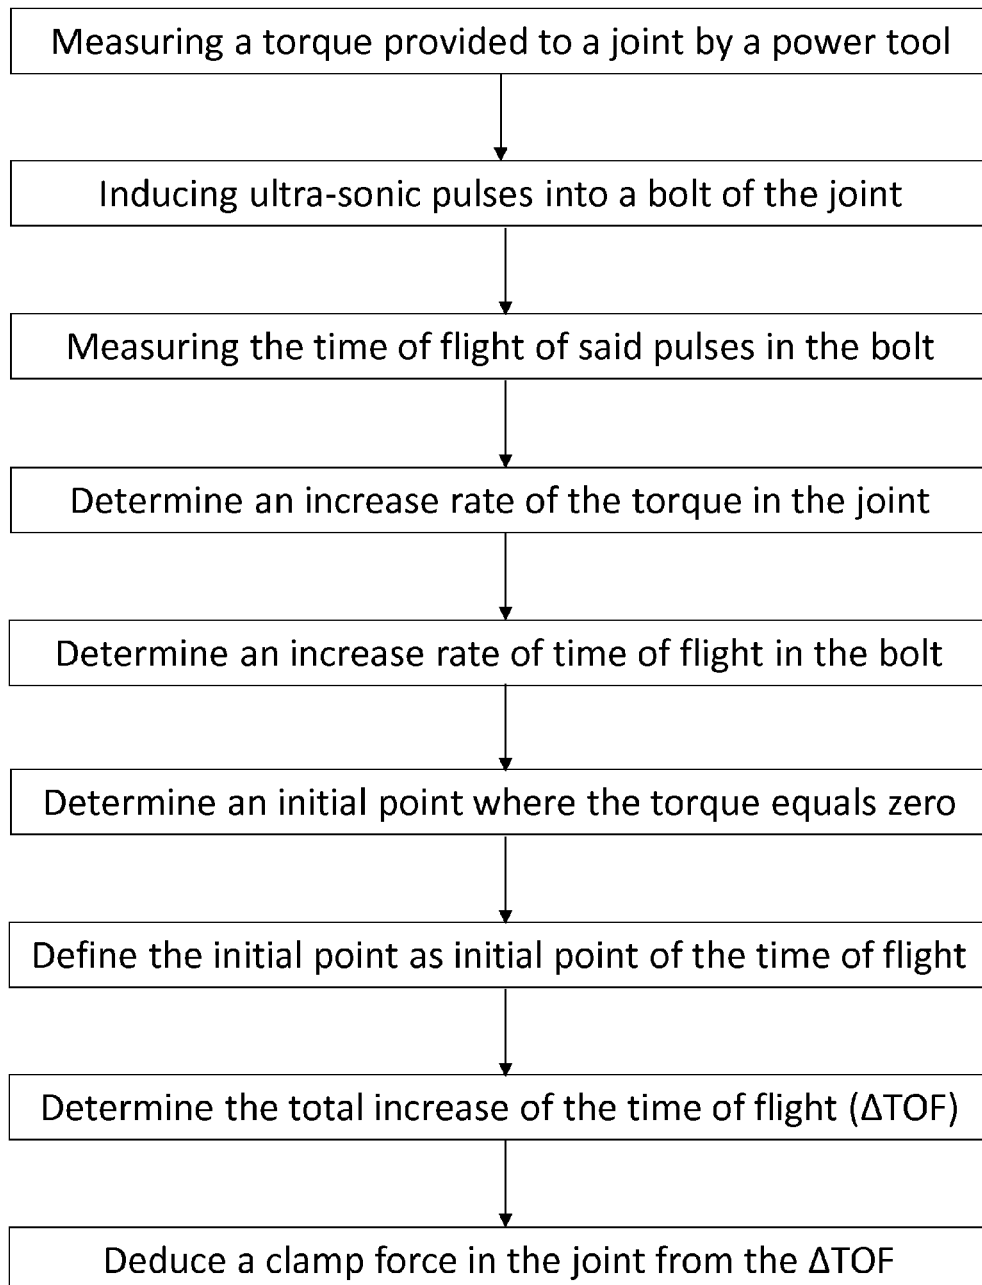 Measuring a torque provided to a joint by a power tool
Inducing ultra-sonic pulses into a bolt of the joint
Measuring the time of flight of said pulses in the bolt
Determine an increase rate of the torque in the joint
Determine an increase rate of time of flight in the bolt
Determine an initial point where the torque equals zero
Define the initial point as initial point of the time of flight
Determine the total increase of the time of flight (ΔTOF)
Deduce a clamp force in the joint from the ΔTOF